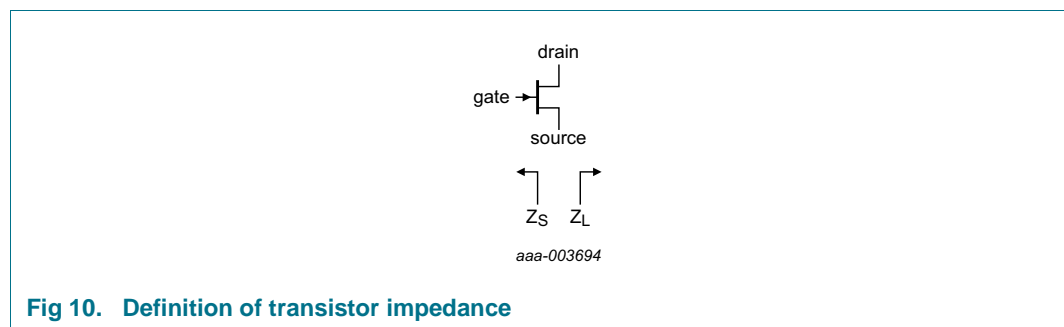 drain
gate
source
ZS ZL
aaa-003694
Fig 10. Definition of transistor impedance